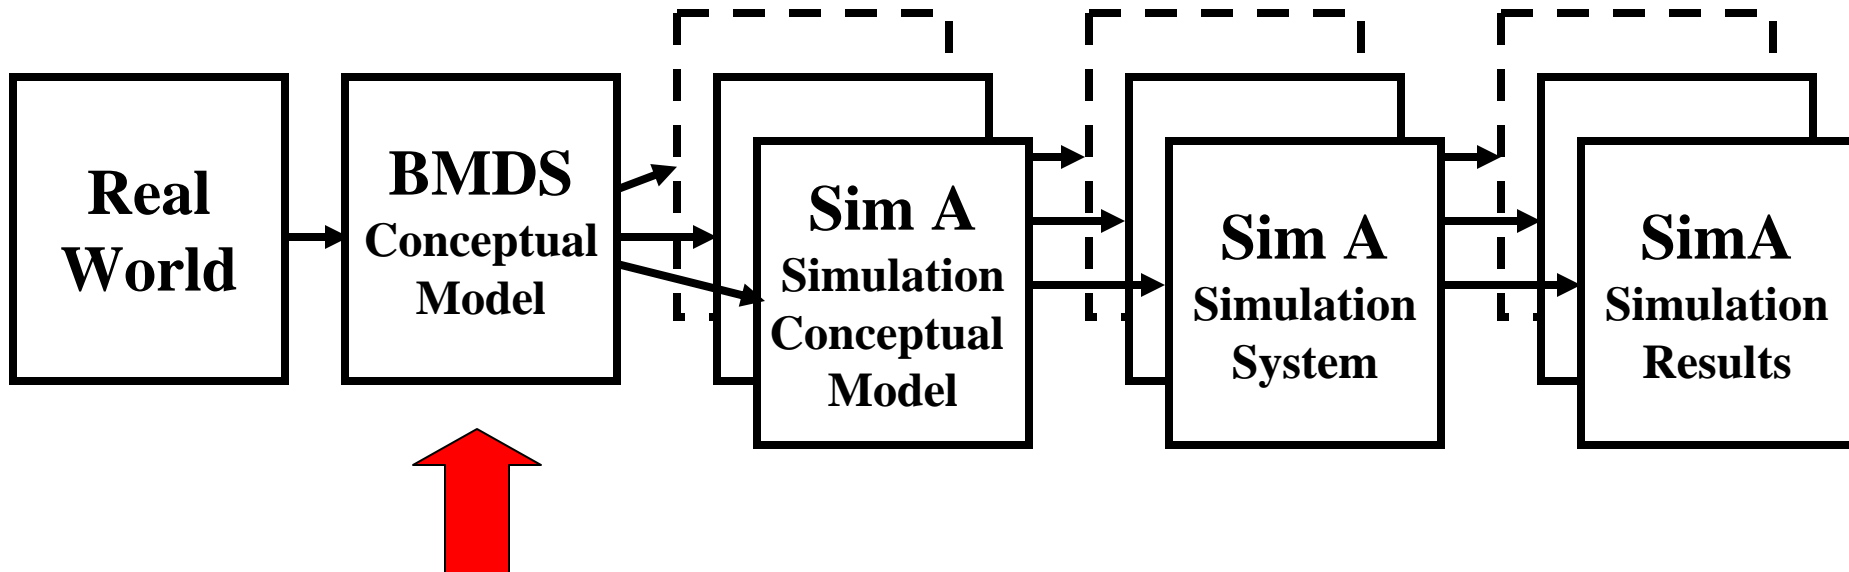 Real
World
BMDS
Conceptual
Model
Sim A
Simulation
Conceptual
Model
Sim A
Simulation
System
SimA
Simulation
Results